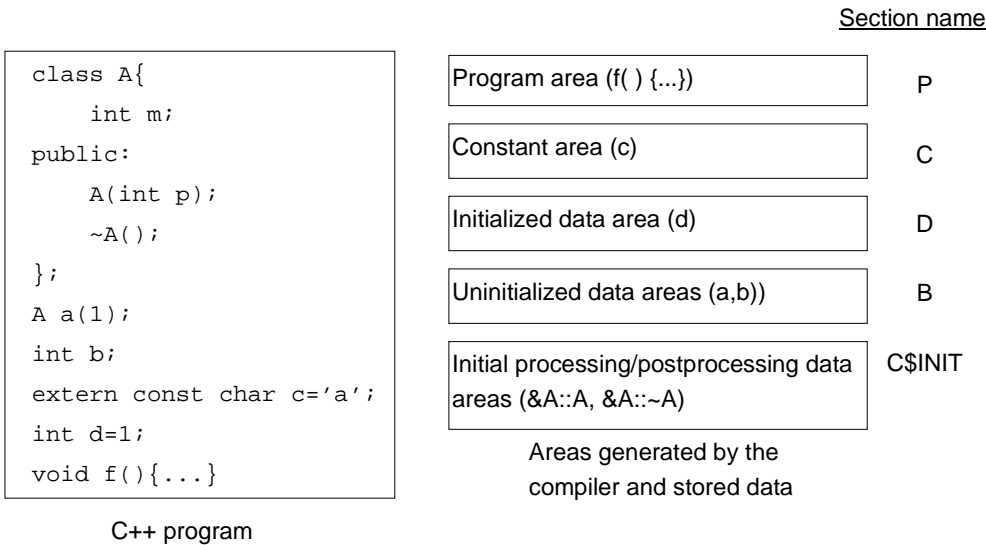 Section name
class A{
int m;
public:
A(int p);
~A();
};
A a(1);
int b;
extern const char c=’a’;
int d=1;
void f(){...}
C++ program
Program area (f( ) {...})
P
Constant area (c)
C
Initialized data area (d)
D
Uninitialized data areas (a,b))
B
Initial processing/postprocessing data
areas (&A::A, &A::~A)
C$INIT
Areas generated by the
compiler and stored data